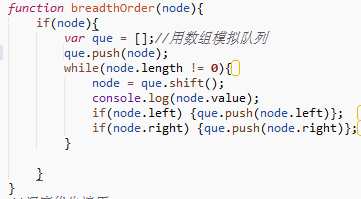 function breadthOrder(node){
if(node){
var que = [];//用数组模拟队列
que.push(node);
while(node.length != 0){
node = que.shift();
console.log(node.value);
if(node.left) {que.push(node.left)};
if(node.right) {que.push(node.right)};
}
}
}